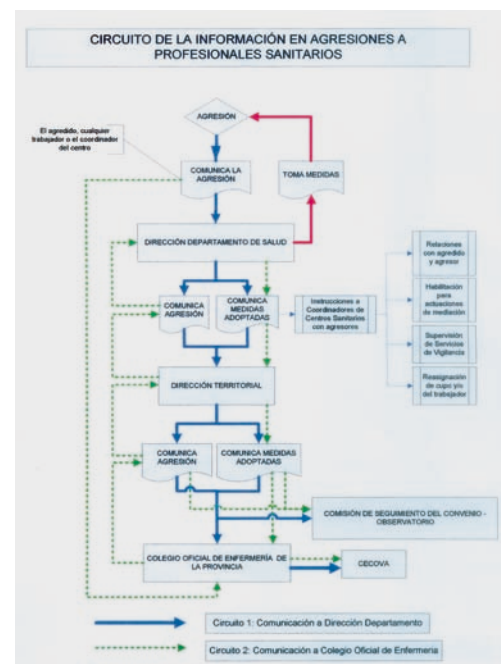 CIRCUITO DE LA INFORMACIÓN EN AGRESIONES A
PROFESIONALES SANITARIOS
AGRESIÓN
El agredido, cualquier
trabajador o el coordinador
del centro
COMUNICA LA
AGRESIÓN
TOMA MEDIDAS
DIRECCIÓN DEPARTAMENTO DE SALUD
Relaciones
con agredido y
agresor
COMUNICA
AGRESIÓN
COMUNICA
MEDIDAS
ADOPTADAS
Instrucciones a
Coordinadores de
Centros Sanitarios
con agresores
Habilitación
para
actuaciones
de mediación
Supervisión
de Servicios
de Vigilancia
DIRECCIÓN TERRITORIAL
Reasignación
de cupo y/o
del trabajador
COMUNICA
AGRESIÓN
COMUNICA MEDIDAS
ADOPTADAS
COMISIÓN DE SEGUIMIENTO DEL CONVENIO -
OBSERVATORIO
COLEGIO OFICIAL DE ENFERMERÍA DE
LA PROVINCIA
CECOVA
Circuito 1: Comunicación a Dirección Departamento
Circuito 2: Comunicación a Colegio Oficial de Enfermeria